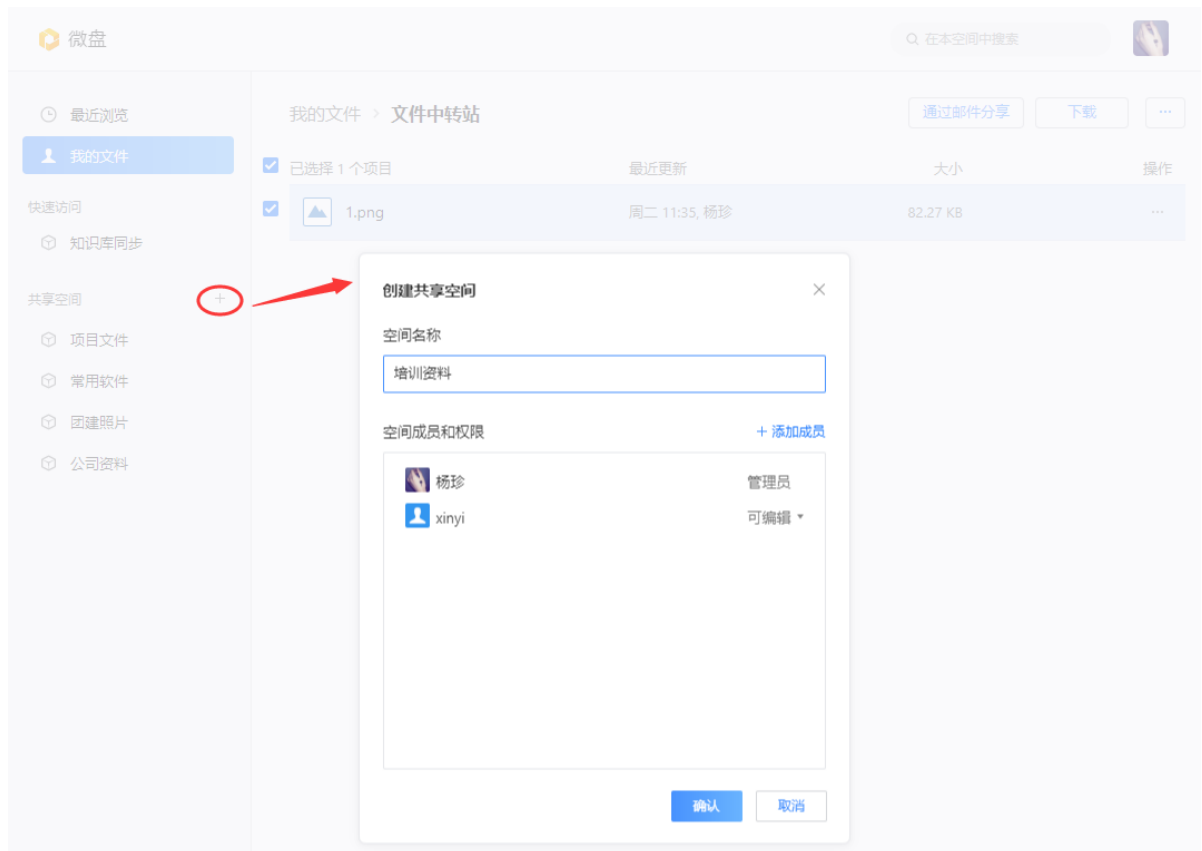 微盘
在本空间中搜索
最近浏览
我的文件 > 文件中转站
通过邮件分享
下载
...
我的文件
已选择 1 个项目
最近更新
大小
操作
快速访问
1.png
周二 11:35, 杨珍
82.27 KB
...
知识库同步
共享空间
+
创建共享空间
空间名称
项目文件
培训资料
常用软件
团建照片
空间成员和权限
+ 添加成员
公司资料
杨珍
管理员
xinyi
可编辑
确认
取消